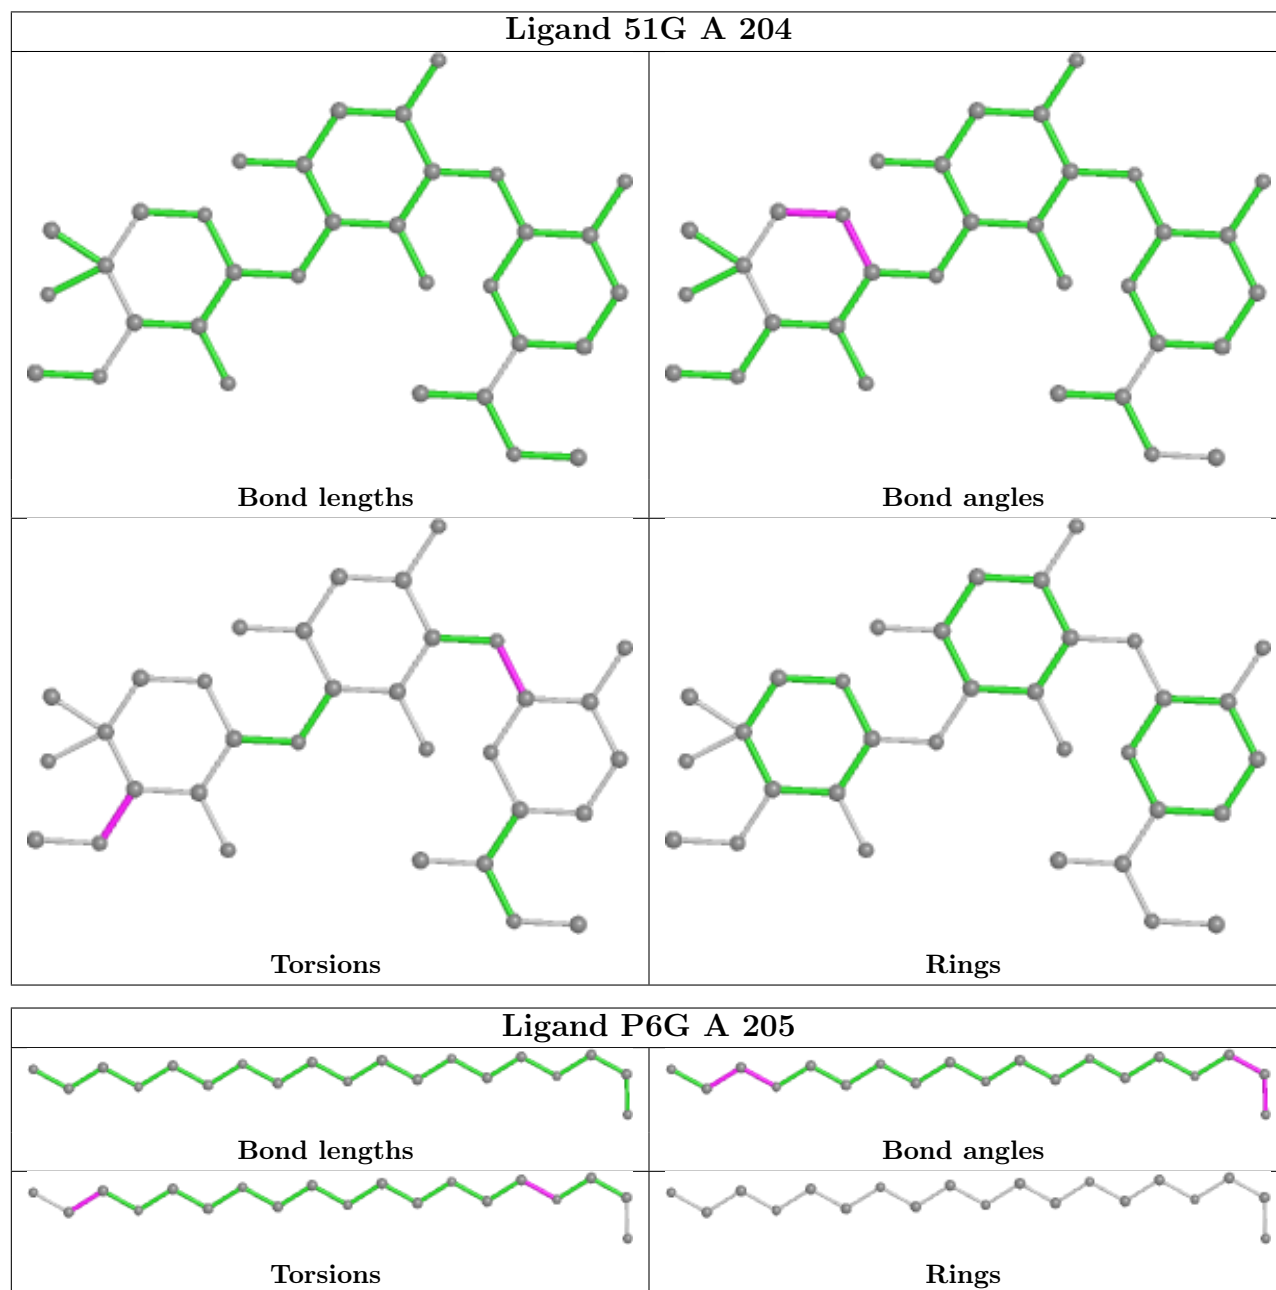 Ligand 51G A 204
Bond lengths
Bond angles
Torsions
Rings
Ligand P6G A 205
Bond lengths
Bond angles
Torsions
Rings